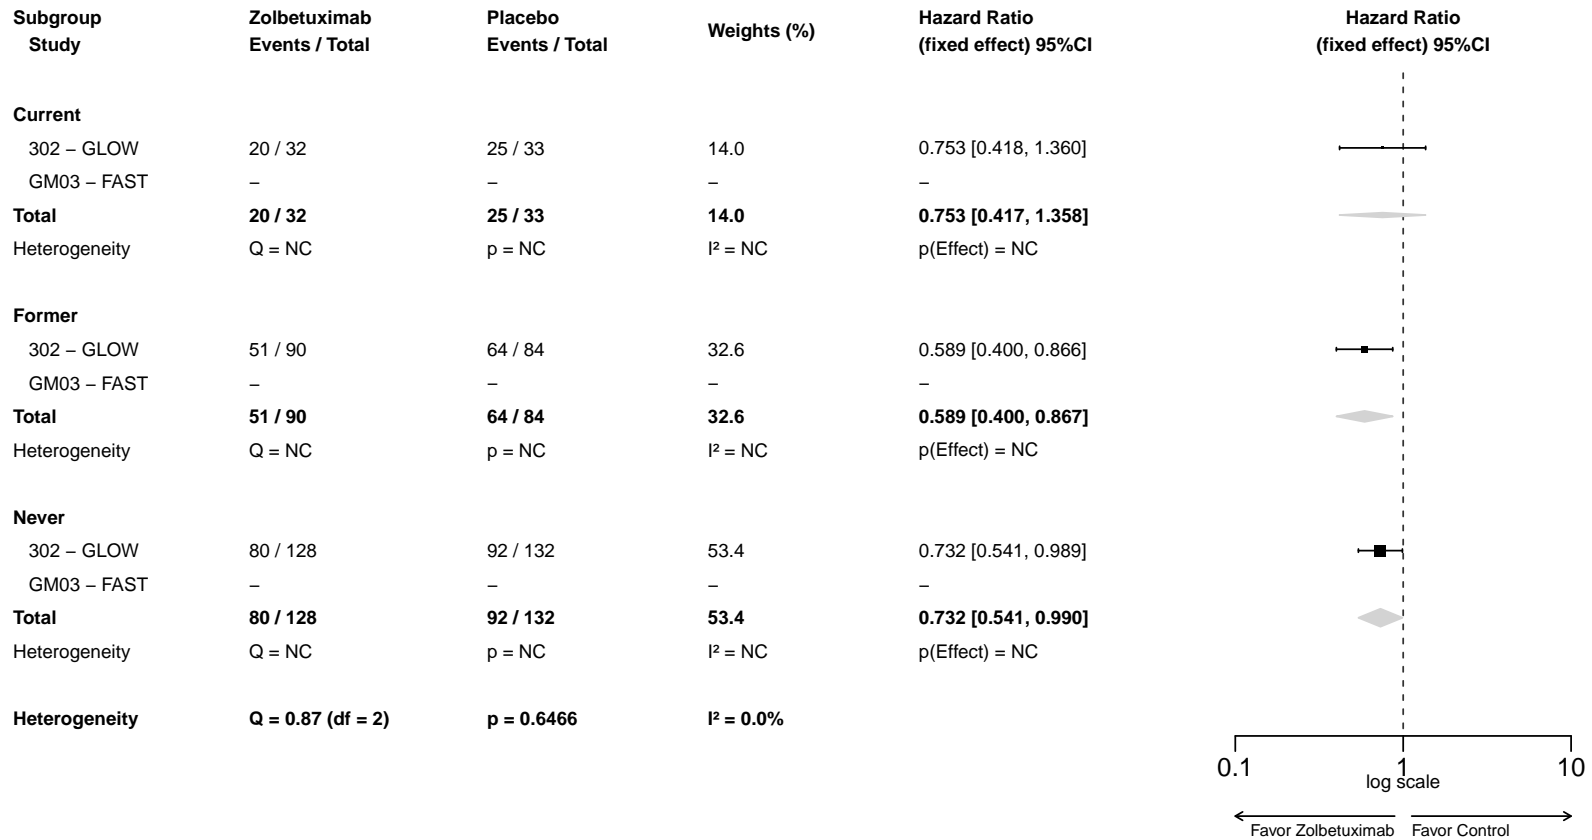 Subgroup Zolbetuximab Placebo Weights (%) Hazard Ratio Hazard Ratio
Study Events / Total Events / Total (fixed effect) 95%CI (fixed effect) 95%CI
Current
302 – GLOW 20 / 32 25 / 33 14.0 0.753 [0.418, 1.360]
GM03 – FAST – – – –
Total 20 / 32 25 / 33 14.0 0.753 [0.417, 1.358]
Heterogeneity Q = NC p = NC I² = NC p(Effect) = NC
Former
302 – GLOW 51 / 90 64 / 84 32.6 0.589 [0.400, 0.866]
GM03 – FAST – – – –
Total 51 / 90 64 / 84 32.6 0.589 [0.400, 0.867]
Heterogeneity Q = NC p = NC I² = NC p(Effect) = NC
Never
302 – GLOW 80 / 128 92 / 132 53.4 0.732 [0.541, 0.989]
GM03 – FAST – – – –
Total 80 / 128 92 / 132 53.4 0.732 [0.541, 0.990]
Heterogeneity Q = NC p = NC I² = NC p(Effect) = NC
Heterogeneity Q = 0.87 (df = 2) p = 0.6466 I² = 0.0%
0.1 1 10
log scale
Favor Zolbetuximab Favor Control